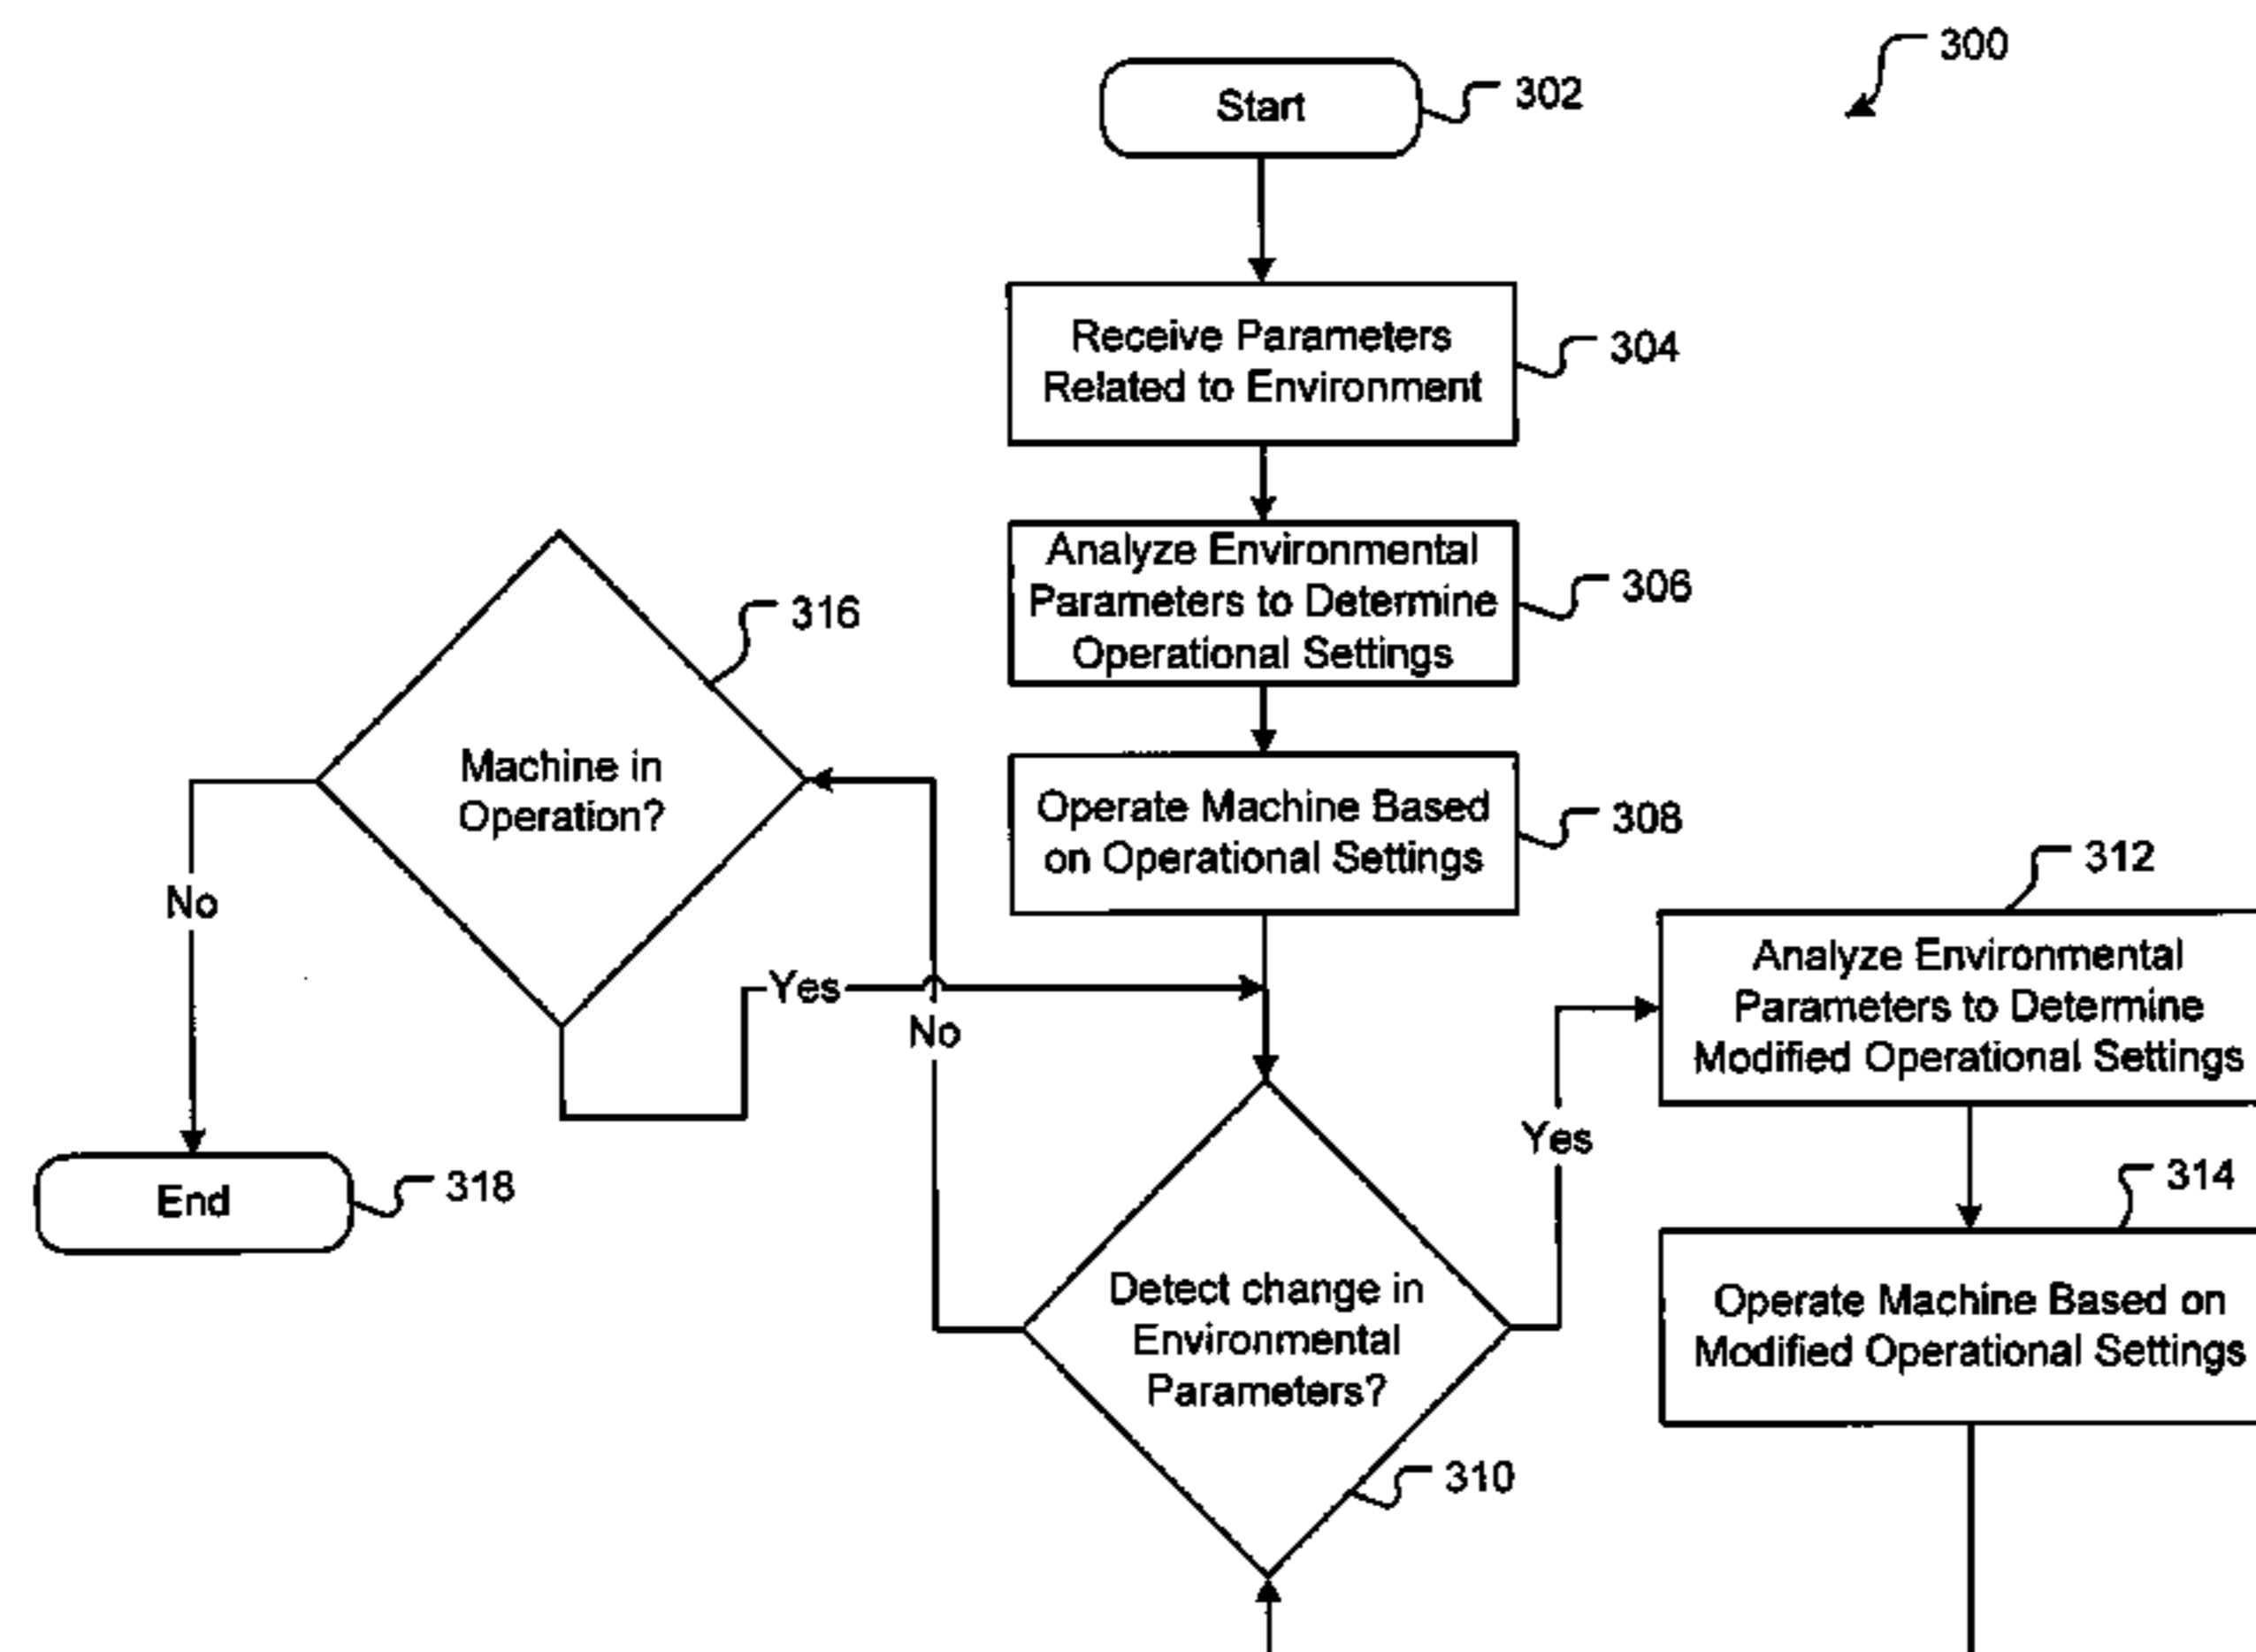 300
Start
302
Receive Parameters
Related to Environment
304
Analyze Environmental
Parameters to Determine
Operational Settings
306
316
Machine in
Operation?
Operate Machine Based
on Operational Settings
308
312
No
Analyze Environmental
Parameters to Determine
Modified Operational Settings
Yes
No
Yes
End
318
314
Detect change in
Environmental
Parameters?
Operate Machine Based on
Modified Operational Settings
310